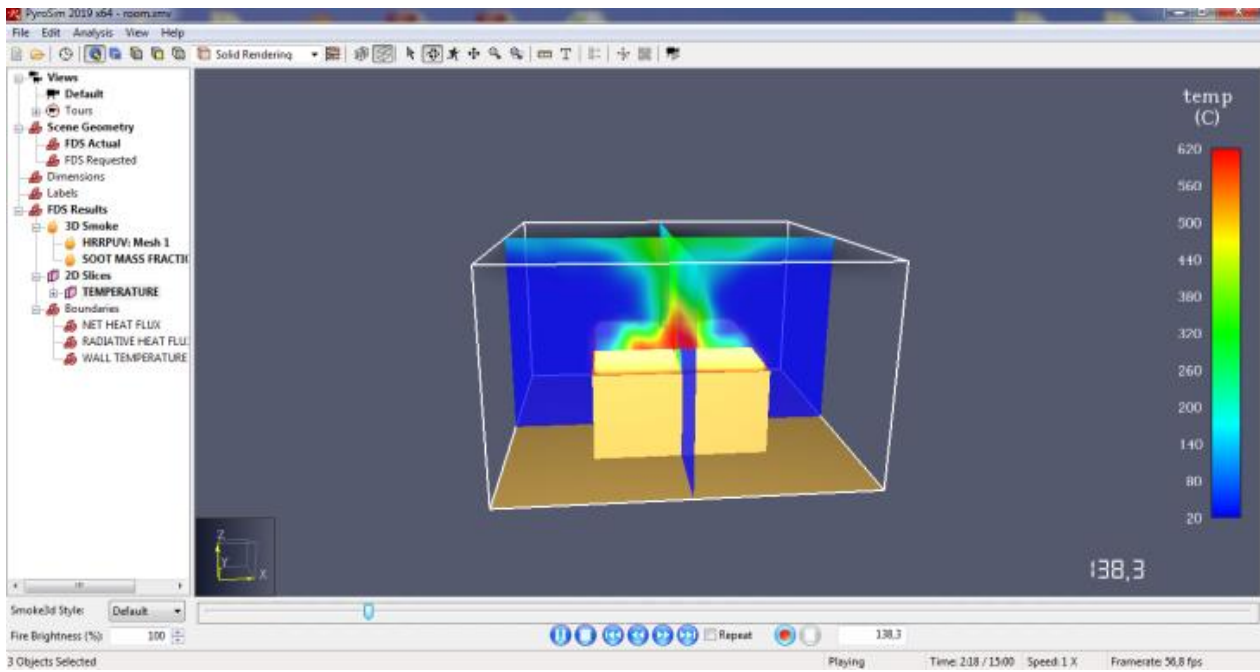 PyroSim 2019 x64 - room.smv
File Edit Analysis View Help
Solid Rendering
Views
Default
Tours
Scene Geometry
FDS Actual
FDS Requested
Dimensions
Labels
FDS Results
3D Smoke
HRRPUV: Mesh 1
SOOT MASS FRACTI
2D Slices
TEMPERATURE
Boundaries
NET HEAT FLUX
RADIATIVE HEAT FLU
WALL TEMPERATURE
temp
(C)
620
560
500
440
380
320
260
200
140
80
20
Z
Y
X
138,3
Smoke3d Style: Default
Fire Brightness (%): 100
Repeat
138,3
3 Objects Selected
Playing
Time: 2:18 / 15:00
Speed: 1 X
Framerate: 56,8 fps